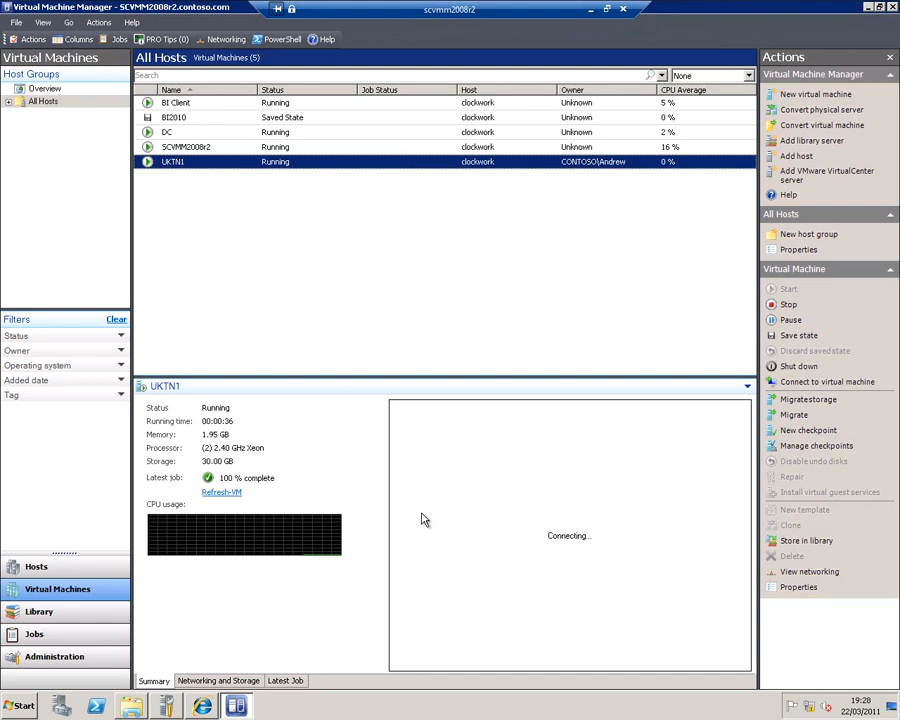 Virtual Machine Manager - SCVMM2008r2.contoso.com
scvmm2008r2
File View Go Actions Help
Actions Columns Jobs PRO Tips (0) Networking PowerShell Help
Virtual Machines
Host Groups
Overview
All Hosts
Filters Clear
Status
Owner
Operating system
Added date
Tag
Hosts
Virtual Machines
Library
Jobs
Administration
All Hosts Virtual Machines (5)
Search None
Name Status Job Status Host Owner CPU Average
BI Client Running clockwork Unknown 5 %
BI2010 Saved State clockwork Unknown 0 %
DC Running clockwork Unknown 2 %
SCVMM2008r2 Running clockwork Unknown 16 %
UKTN1 Running clockwork CONTOSO\Andrew 0 %
UKTN1
Status Running
Running time: 00:00:36
Memory: 1.95 GB
Processor: (2) 2.40 GHz Xeon
Storage: 30.00 GB
Latest job: 100 % complete
Refresh-VM
CPU usage:
Connecting...
Summary Networking and Storage Latest Job
Actions
Virtual Machine Manager
New virtual machine
Convert physical server
Convert virtual machine
Add library server
Add host
Add VMware VirtualCenter
server
Help
All Hosts
New host group
Properties
Virtual Machine
Start
Stop
Pause
Save state
Discard saved state
Shut down
Connect to virtual machine
Migrate storage
Migrate
New checkpoint
Manage checkpoints
Disable undo disks
Repair
Install virtual guest services
New template
Clone
Store in library
Delete
View networking
Properties
Start
19:28
22/03/2011